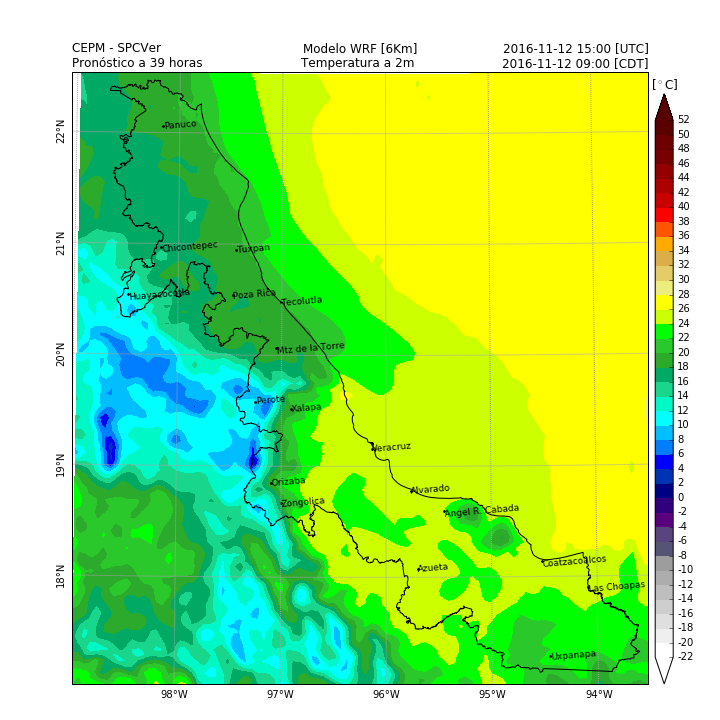 CEPM - SPCVer Modelo WRF [6Km] 2016-11-12 15:00 [UTC]
Pronóstico a 39 horas Temperatura a 2m 2016-11-12 09:00 [CDT]
[°C]
52
50
48
46
44
42
40
38
36
34
32
30
28
26
24
22
20
18
16
14
12
10
8
6
4
2
0
-2
-4
-6
-8
-10
-12
-14
-16
-18
-20
-22
22°N
21°N
20°N
19°N
18°N
Panuco
Chicontepec
Tuxpan
Huayacocotla
Poza Rica
Tecolutla
Mtz de la Torre
Perote
Xalapa
Veracruz
Orizaba
Alvarado
Zongolica
Angel R. Cabada
Azueta
Coatzacoalcos
Las Choapas
Uxpanapa
98°W 97°W 96°W 95°W 94°W